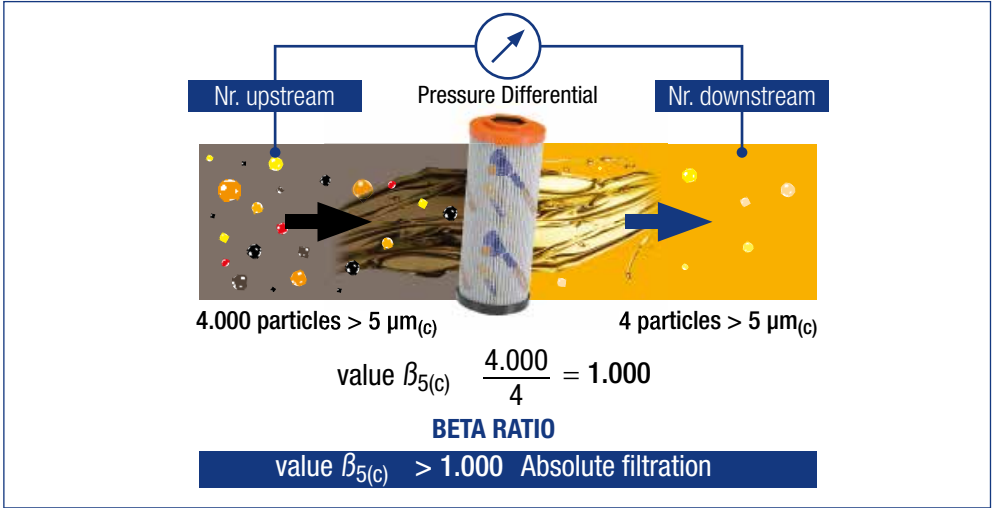 Nr. upstream
Pressure Differential
Nr. downstream
4.000 particles > 5 µm(c)
4 particles > 5 µm(c)
value β5(c) 4.000/4 = 1.000
BETA RATIO
value β5(c) > 1.000 Absolute filtration